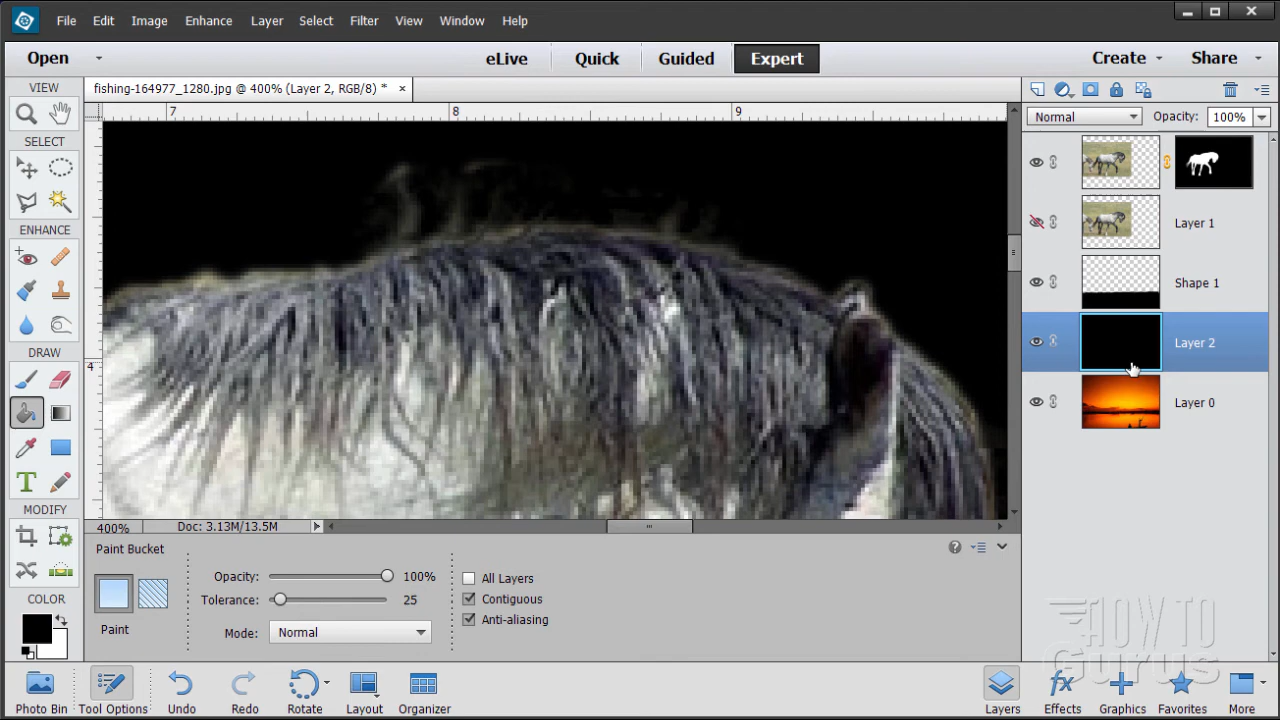 File Edit Image Enhance Layer Select Filter View Window Help
Open eLive Quick Guided Expert Create Share
VIEW
fishing-164977_1280.jpg @ 400% (Layer 2, RGB/8) *
Normal Opacity: 100%
7 8 9
SELECT
Layer 1
ENHANCE
Shape 1
Layer 2
DRAW
4
Layer 0
MODIFY
400% Doc: 3.13M/13.5M
Paint Bucket
Opacity: 100% All Layers
Tolerance: 25 Contiguous
COLOR
Anti-aliasing
Paint
Mode: Normal
HOW TO
Gurus
Photo Bin Tool Options Undo Redo Rotate Layout Organizer Layers Effects Graphics Favorites More